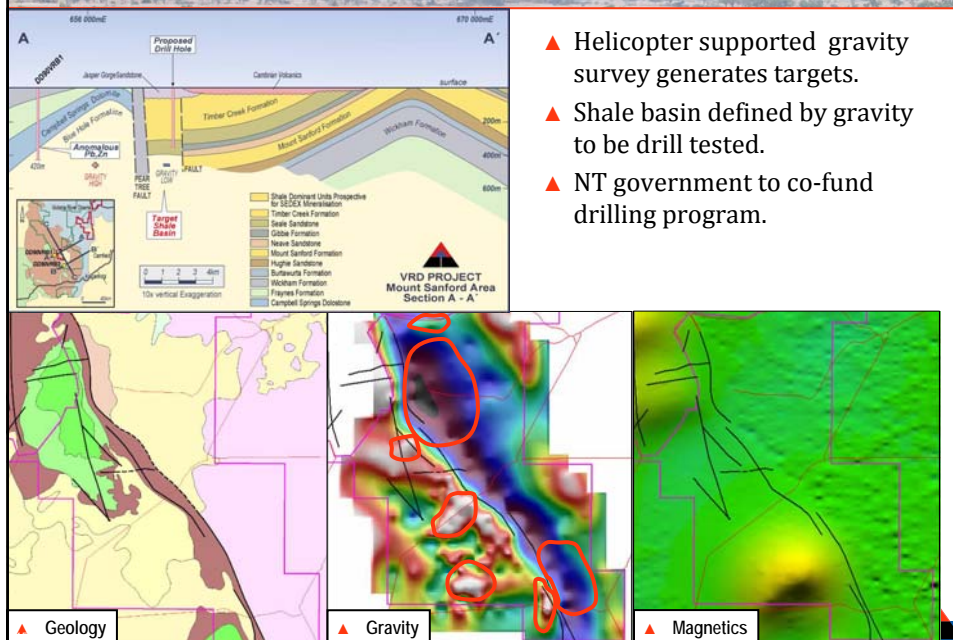 656 000mE
670 000mE
A
A'
DD90VRB1
Proposed
Drill Hole
Jasper Gorge Sandstone
Cambrian Volcanics
surface
Campbell Springs Dolomite
Blue Hole Formation
Timber Creek Formation
Mount Sanford Formation
Wickham Formation
200m
400m
600m
Anomalous
Pb,Zn
420m
GRAVITY
HIGH
PEAR
TREE
FAULT
GRAVITY
LOW
FAULT
Target
Shale
Basin
Shale Dominant Units Prospective
for SEDEX Mineralisation
Timber Creek Formation
Seale Sandstone
Gibbie Formation
Neave Sandstone
Mount Sanford Formation
Hughie Sandstone
Burtawurta Formation
Wickham Formation
Fraynes Formation
Campbell Springs Dolostone
0 1 2 3 4km
10x vertical Exaggeration
VRD PROJECT
Mount Sanford Area
Section A - A'
▲ Helicopter supported gravity
survey generates targets.
▲ Shale basin defined by gravity
to be drill tested.
▲ NT government to co-fund
drilling program.
▲ Geology
▲ Gravity
▲ Magnetics